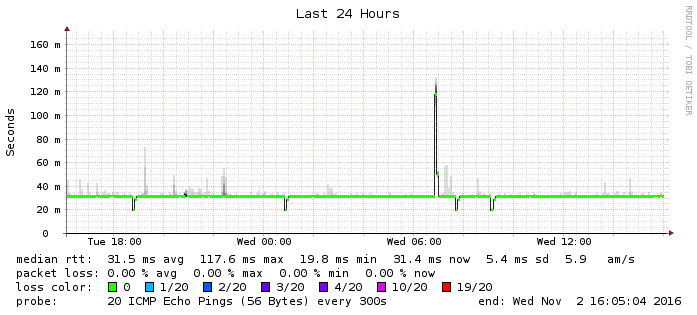 Last 24 Hours
RRDTOOL / TOBI OETIKER
Seconds
160 m
140 m
120 m
100 m
80 m
60 m
40 m
20 m
0
Tue 18:00 Wed 00:00 Wed 06:00 Wed 12:00
median rtt: 31.5 ms avg 117.6 ms max 19.8 ms min 31.4 ms now 5.4 ms sd 5.9 am/s
packet loss: 0.00 % avg 0.00 % max 0.00 % min 0.00 % now
loss color: 0 1/20 2/20 3/20 4/20 10/20 19/20
probe: 20 ICMP Echo Pings (56 Bytes) every 300s end: Wed Nov 2 16:05:04 2016